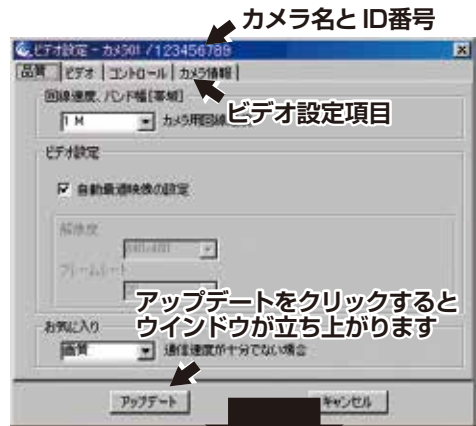 カメラ名とID番号
ビデオ設定 - カメラ01 / 123456789
品質 ビデオ コントロール カメラ情報
回線速度、バンド幅[帯域]
ビデオ設定項目
1 M カメラ用回線
ビデオ設定
自動最適映像の設定
解像度
640x480
フレームレート
アップデートをクリックすると
ウインドウが立ち上がります
お気に入り
画質 通信速度が十分でない場合
アップデート キャンセル